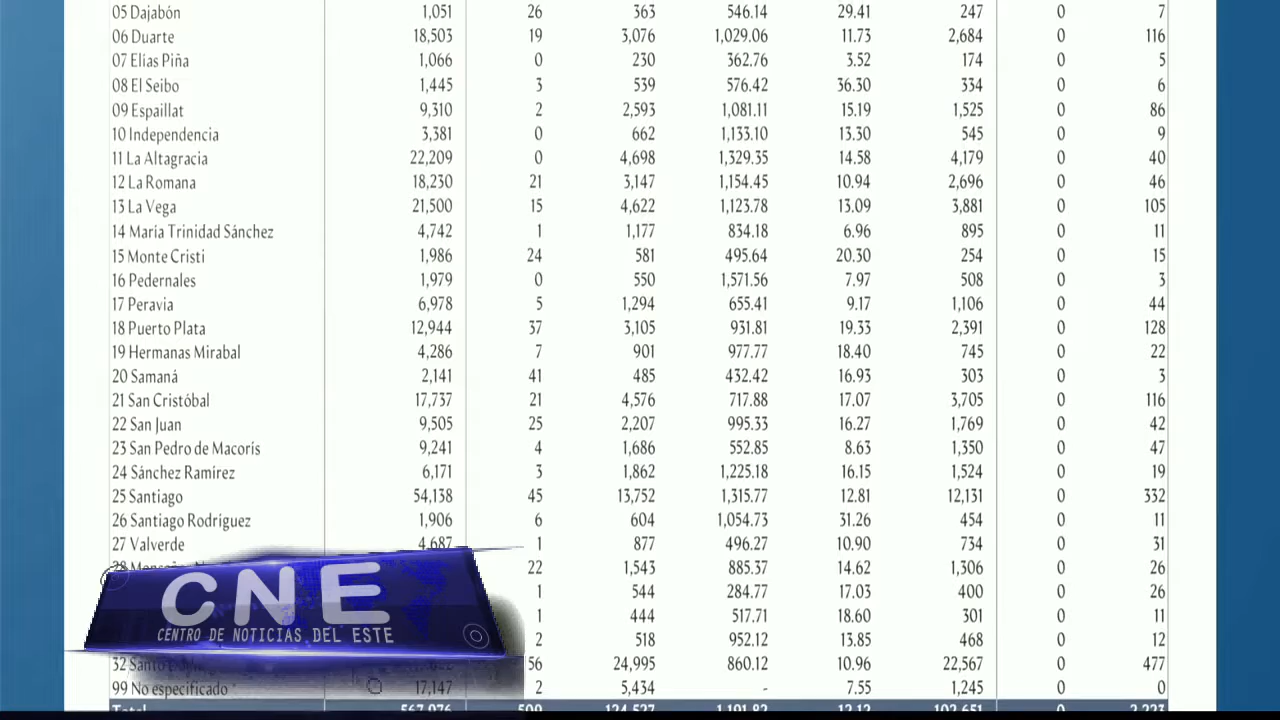 05 Dajabón 1,051 26 363 546.14 29.41 247 0 7
06 Duarte 18,503 19 3,076 1,029.06 11.73 2,684 0 116
07 Elías Piña 1,066 0 230 362.76 3.52 174 0 5
08 El Seibo 1,445 3 539 576.42 36.30 334 0 6
09 Espaillat 9,310 2 2,593 1,081.11 15.19 1,525 0 86
10 Independencia 3,381 0 662 1,133.10 13.30 545 0 9
11 La Altagracia 22,209 0 4,698 1,329.35 14.58 4,179 0 40
12 La Romana 18,230 21 3,147 1,154.45 10.94 2,696 0 46
13 La Vega 21,500 15 4,622 1,123.78 13.09 3,881 0 105
14 María Trinidad Sánchez 4,742 1 1,177 834.18 6.96 895 0 11
15 Monte Cristi 1,986 24 581 495.64 20.30 254 0 15
16 Pedernales 1,979 0 550 1,571.56 7.97 508 0 3
17 Peravia 6,978 5 1,294 655.41 9.17 1,106 0 44
18 Puerto Plata 12,944 37 3,105 931.81 19.33 2,391 0 128
19 Hermanas Mirabal 4,286 7 901 977.77 18.40 745 0 22
20 Samaná 2,141 41 485 432.42 16.93 303 0 3
21 San Cristóbal 17,737 21 4,576 717.88 17.07 3,705 0 116
22 San Juan 9,505 25 2,207 995.33 16.27 1,769 0 42
23 San Pedro de Macorís 9,241 4 1,686 552.85 8.63 1,350 0 47
24 Sánchez Ramírez 6,171 3 1,862 1,225.18 16.15 1,524 0 19
25 Santiago 54,138 45 13,752 1,315.77 12.81 12,131 0 332
26 Santiago Rodríguez 1,906 6 604 1,054.73 31.26 454 0 11
27 Valverde 4,687 1 877 496.27 10.90 734 0 31
28 22 1,543 885.37 14.62 1,306 0 26
1 544 284.77 17.03 400 0 26
1 444 517.71 18.60 301 0 11
2 518 952.12 13.85 468 0 12
32 Santo 56 24,995 860.12 10.96 22,567 0 477
99 No especificado 17,147 2 5,434 - 7.55 1,245 0 0
Total 567,976 599 124,527 1,191.82 12.12 102,651 0 2,223
CNE
CENTRO DE NOTICIAS DEL ESTE